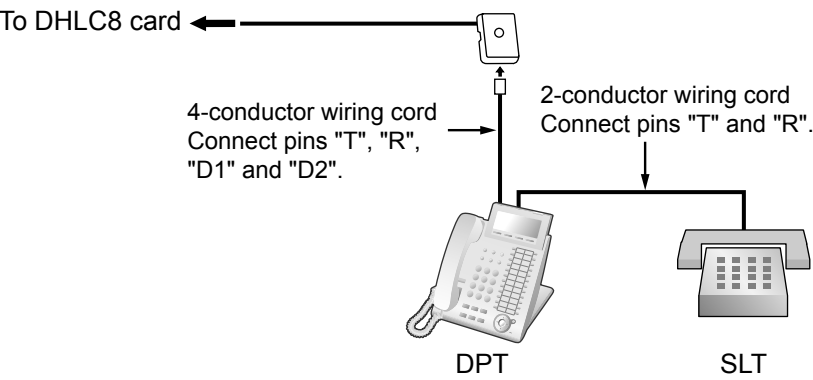 To DHLC8 card
4-conductor wiring cord
Connect pins "T", "R",
"D1" and "D2".
2-conductor wiring cord
Connect pins "T" and "R".
DPT
SLT